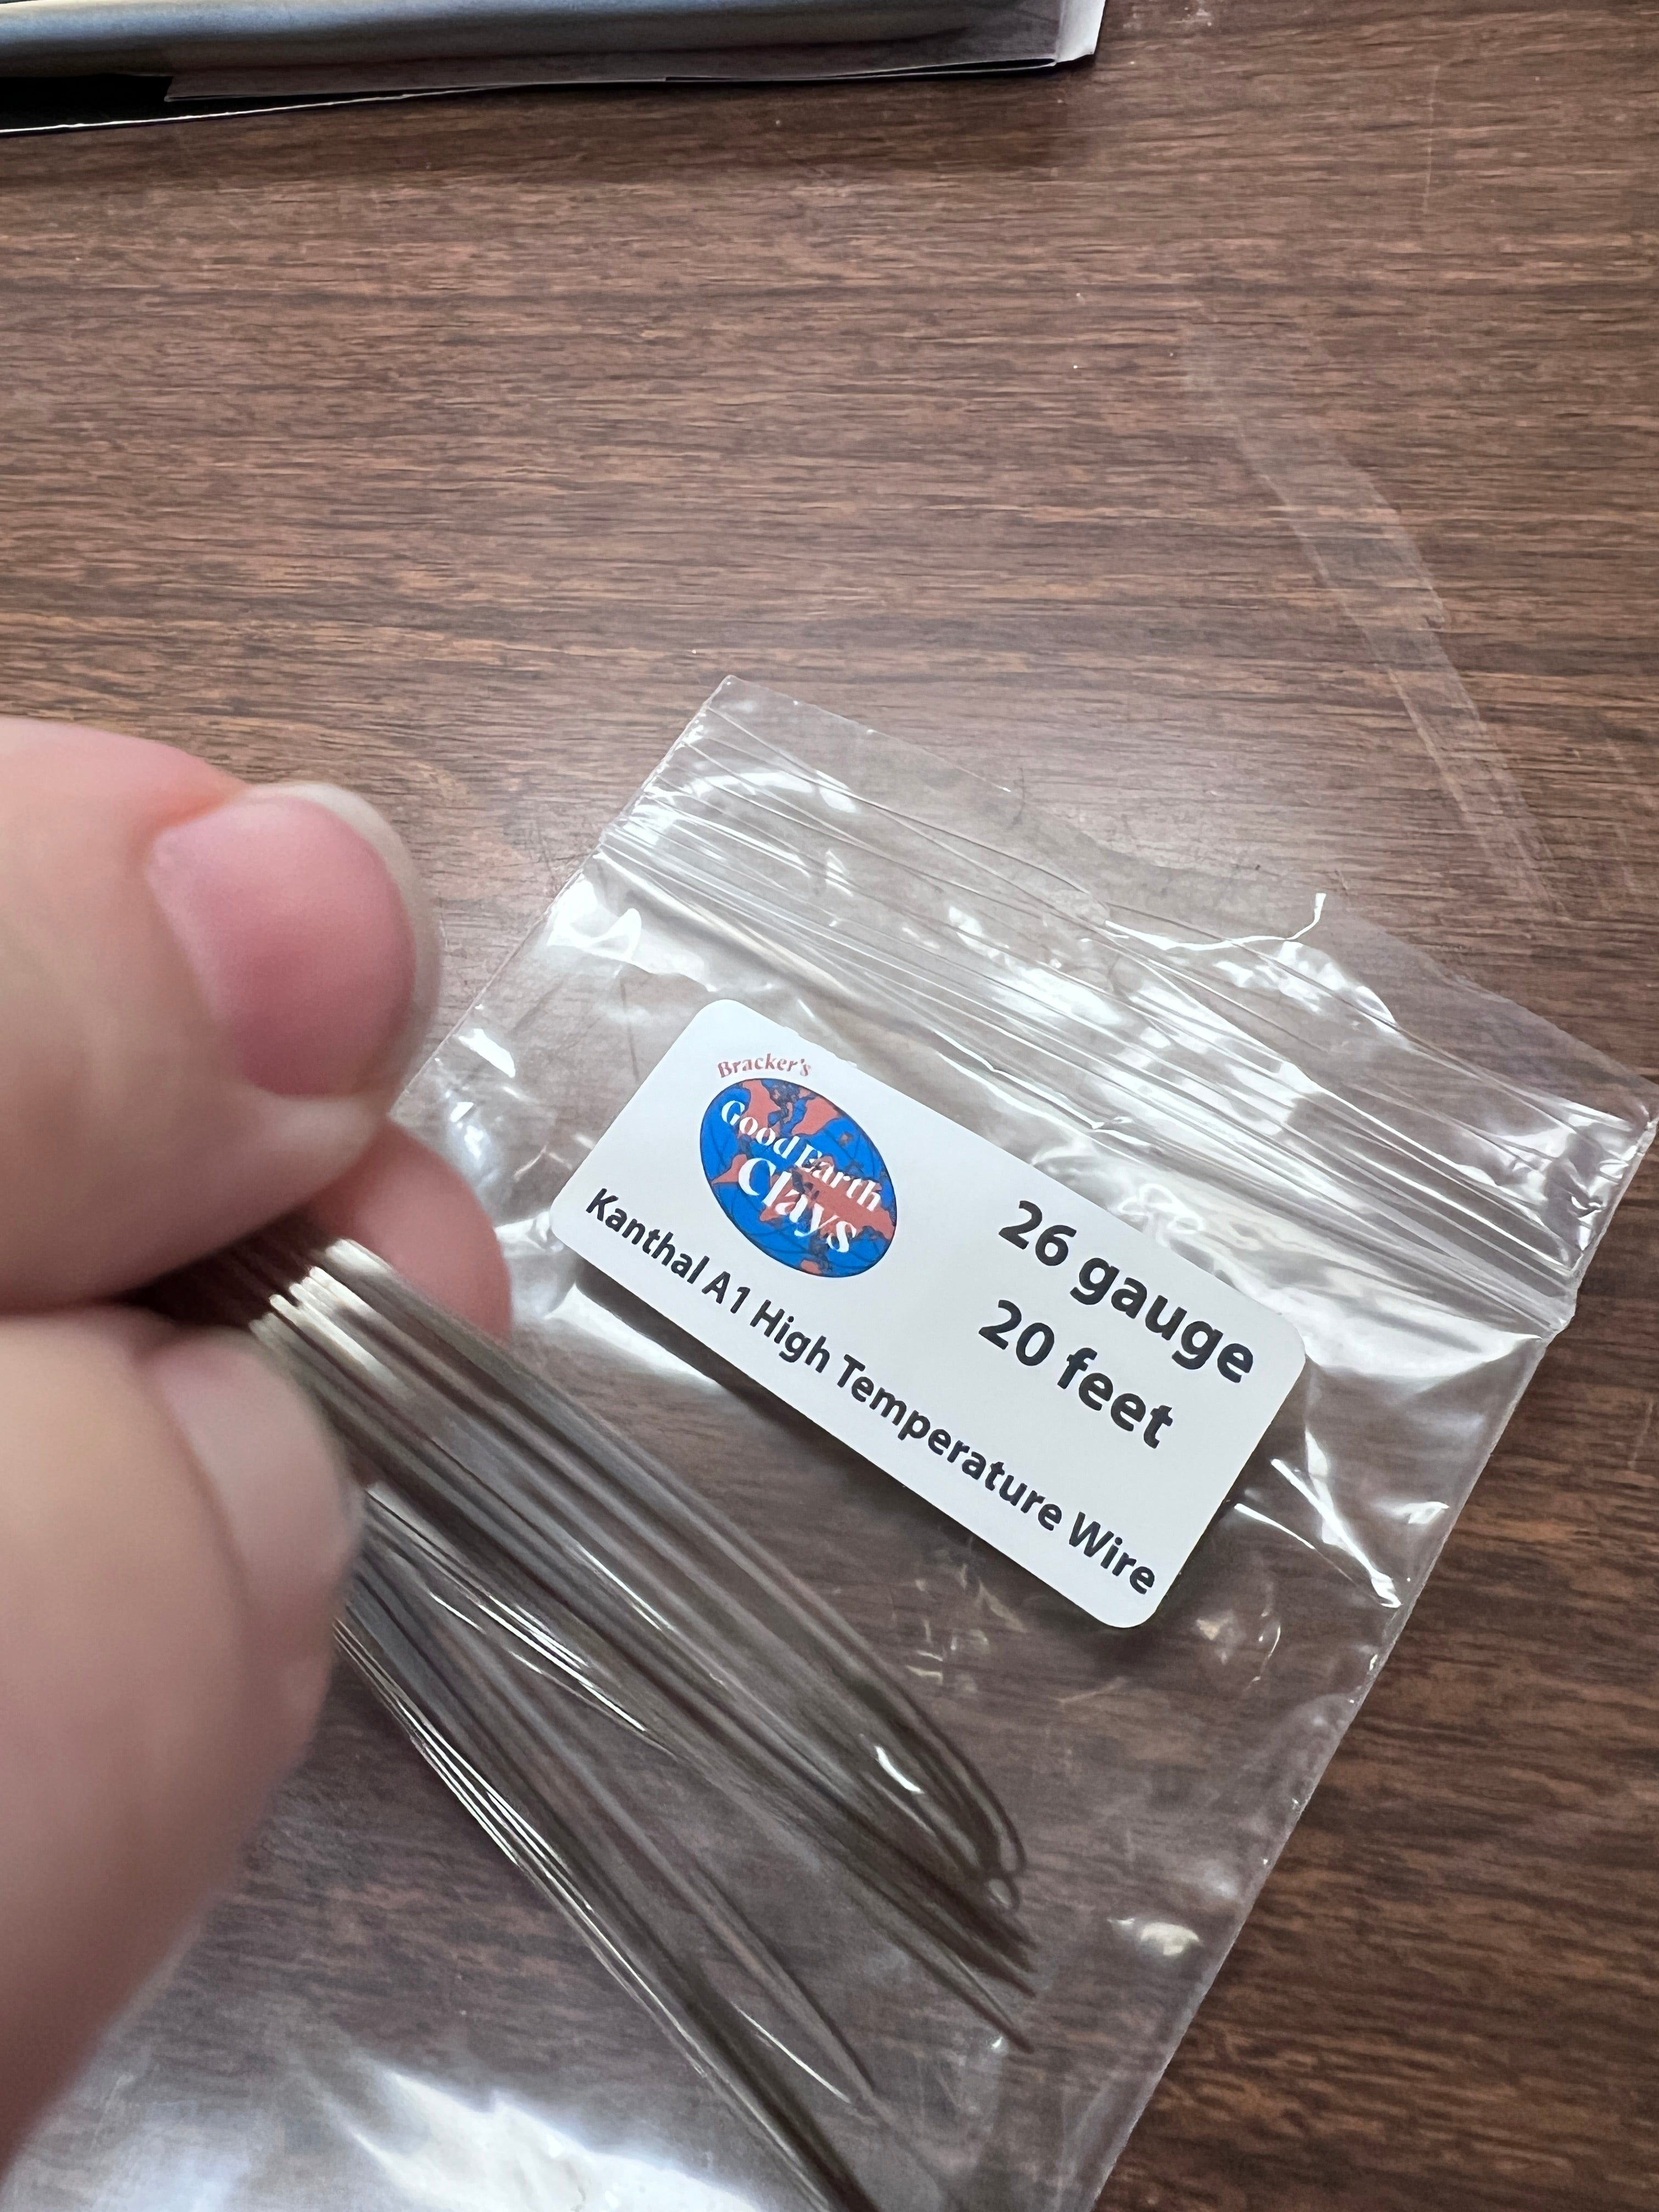 Bracker's
Good Earth
Clays
26 gauge
20 feet
Kanthal A1 High Temperature Wire